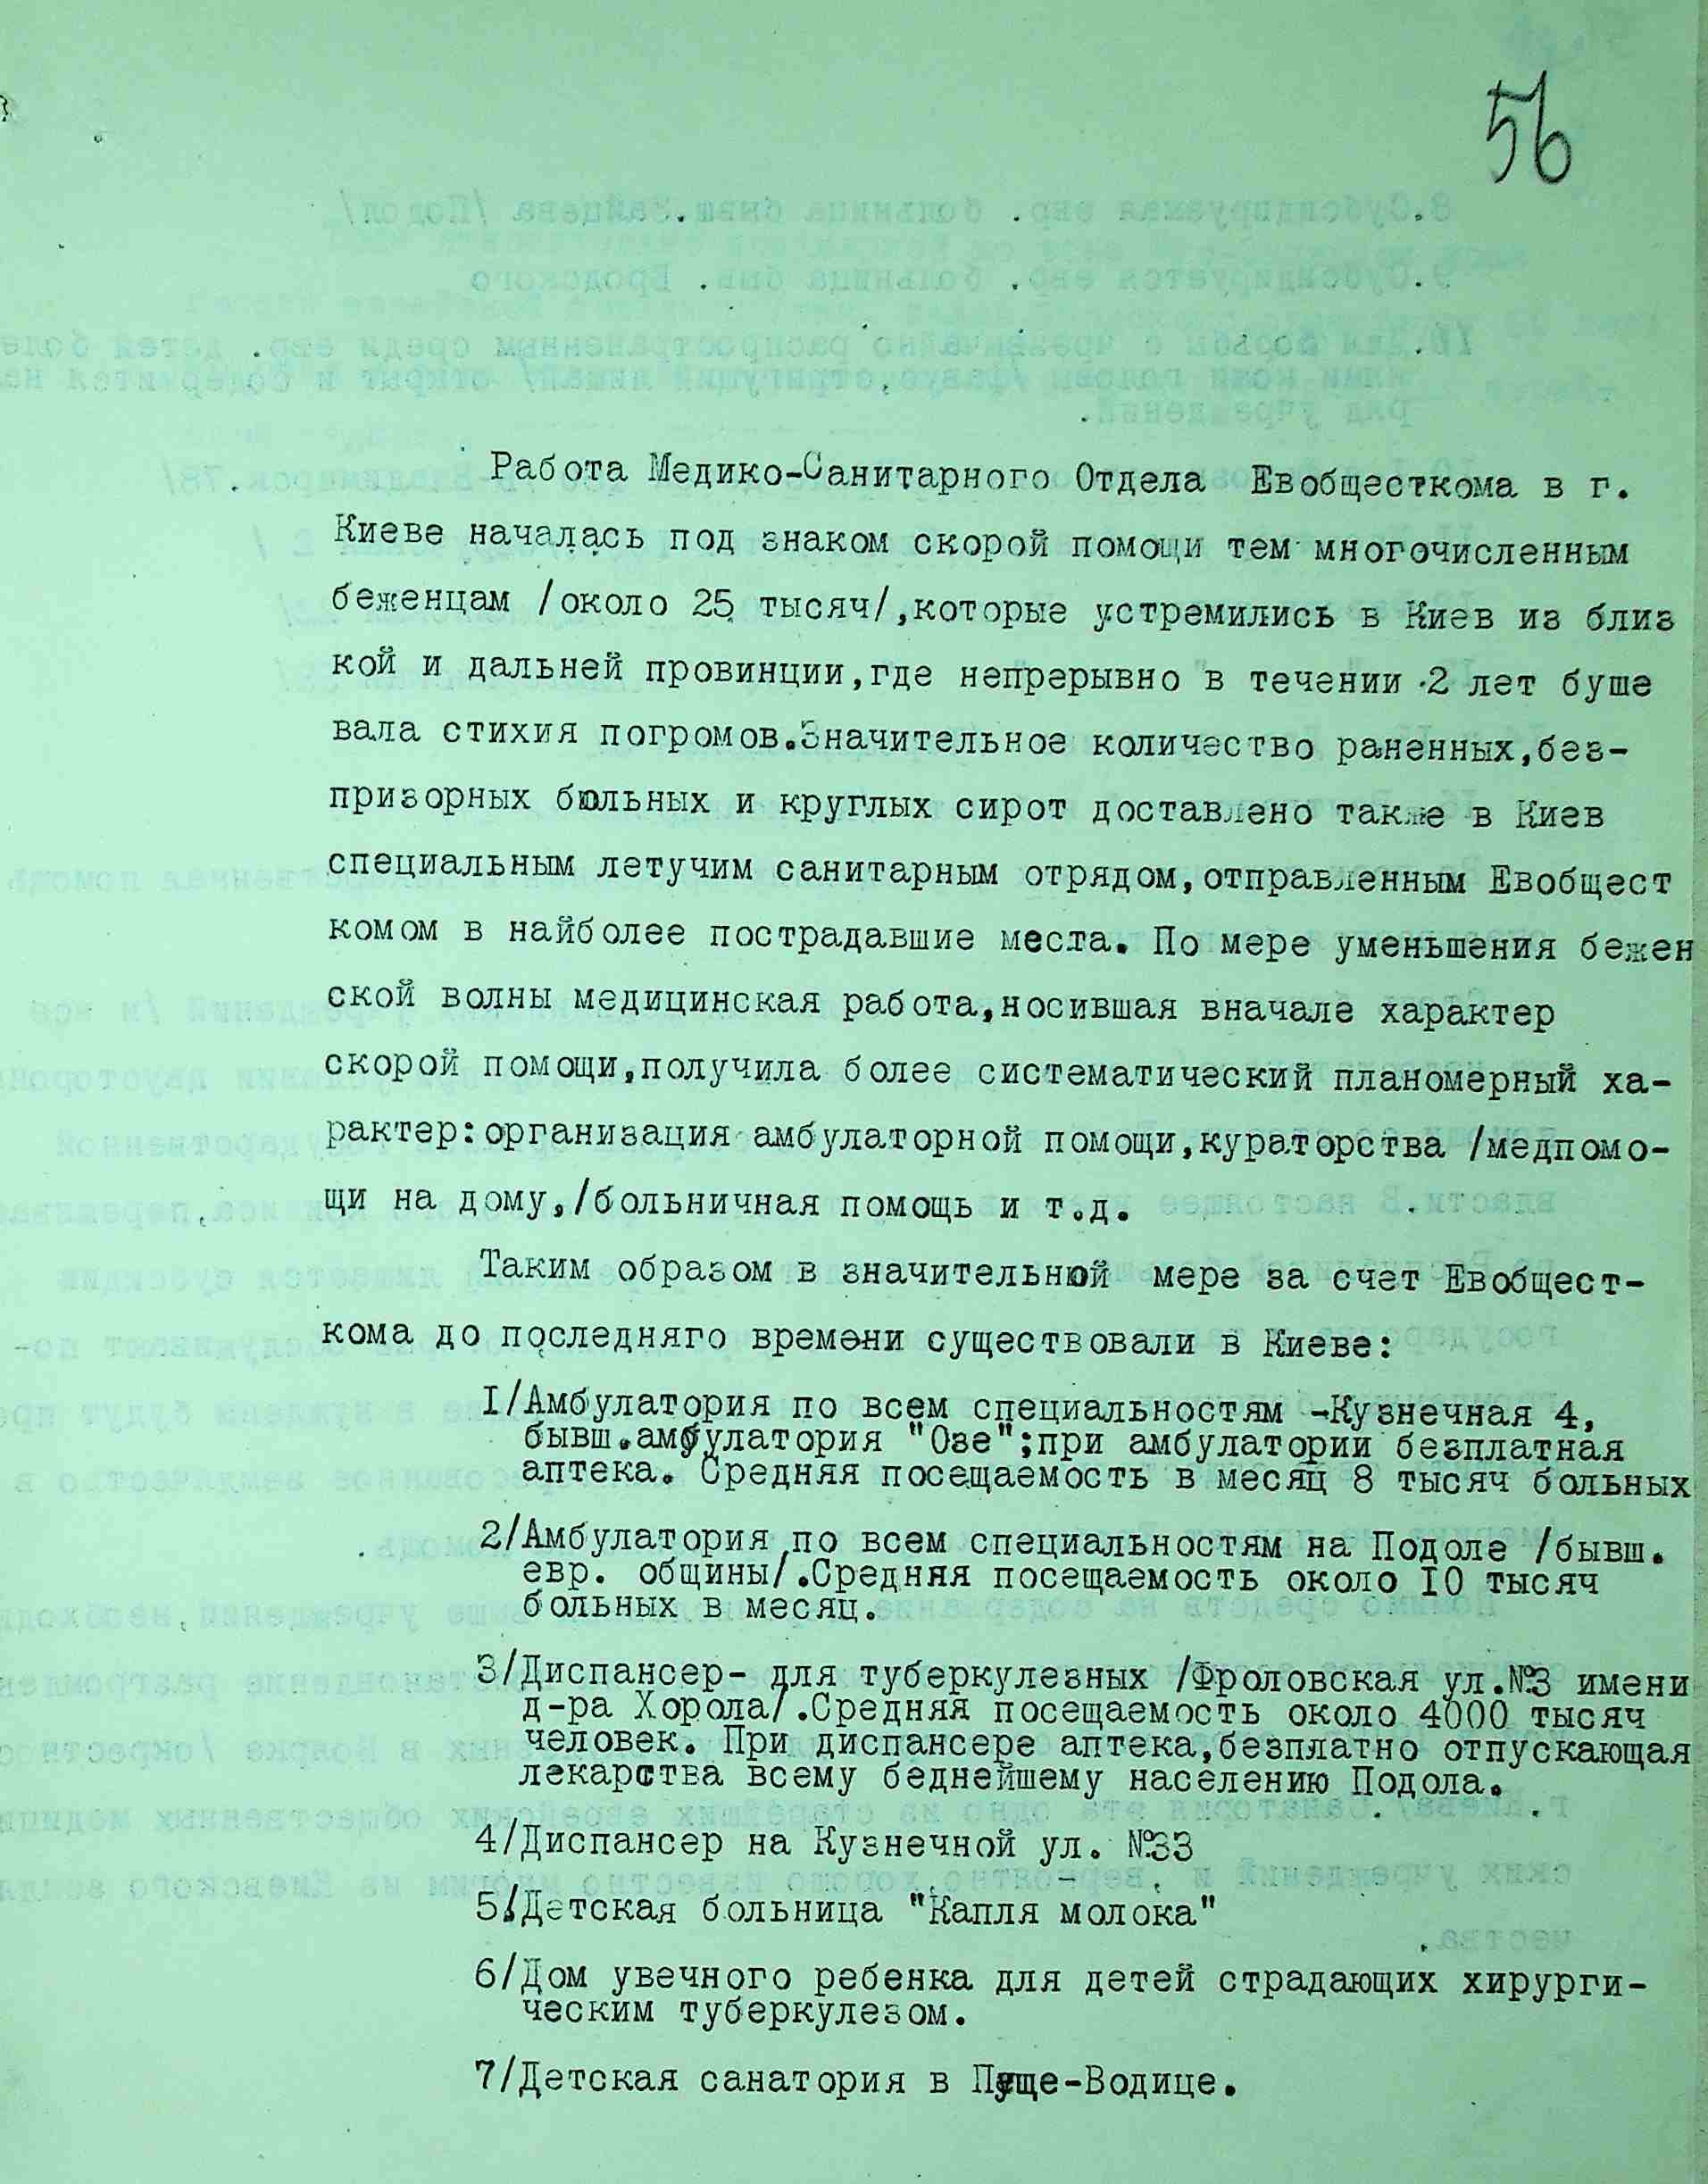 56
Работа Медико-Санитарного Отдела Евобщесткома в г.
Киеве началась под знаком скорой помощи тем многочисленным
беженцам /около 25 тысяч/,которые устремились в Киев из близ
кой и дальней провинции,где непрерывно в течении 2 лет буше
вала стихия погромов.Значительное количество раненных,без-
призорных больных и круглых сирот доставлено также в Киев
специальным летучим санитарным отрядом,отправленным Евобщест
комом в наиболее пострадавшие места. По мере уменьшения бежен
ской волны медицинская работа,носившая вначале характер
скорой помощи,получила более систематический планомерный ха-
рактер:организация амбулаторной помощи,кураторства /медпомо-
щи на дому,/больничная помощь и т.д.
Таким образом в значительной мере за счет Евобщест-
кома до последняго времени существовали в Киеве:
1/Амбулатория по всем специальностям -Кузнечная 4,
бывш.амбулатория "Озе";при амбулатории безплатная
аптека. Средняя посещаемость в месяц 8 тысяч больных
2/Амбулатория по всем специальностям на Подоле /бывш.
евр. общины/.Средняя посещаемость около 10 тысяч
больных в месяц.
3/Диспансер- для туберкулезных /Фроловская ул.№3 имени
д-ра Хорола/.Средняя посещаемость около 4000 тысяч
человек. При диспансере аптека,безплатно отпускающая
лекарства всему беднейшему населению Подола.
4/Диспансер на Кузнечной ул. №33
5/Детская больница "Капля молока"
6/Дом увечного ребенка для детей страдающих хирурги-
ческим туберкулезом.
7/Детская санатория в Пуще-Водице.